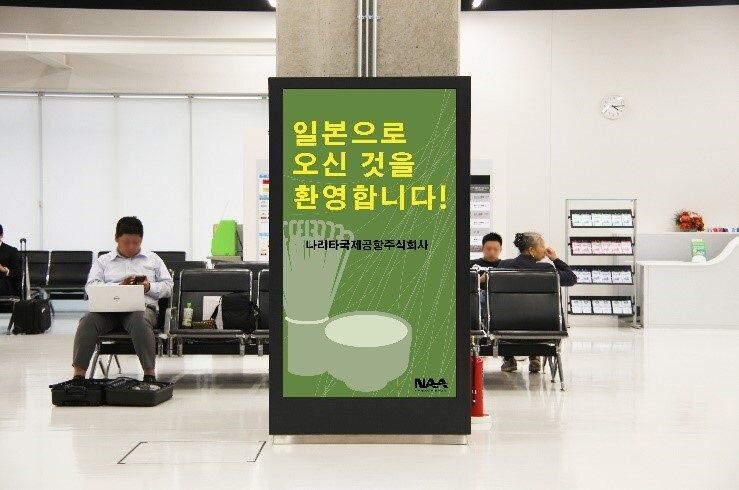 일본으로
오신 것을
환영합니다!
나리타국제공항주식회사
NAA